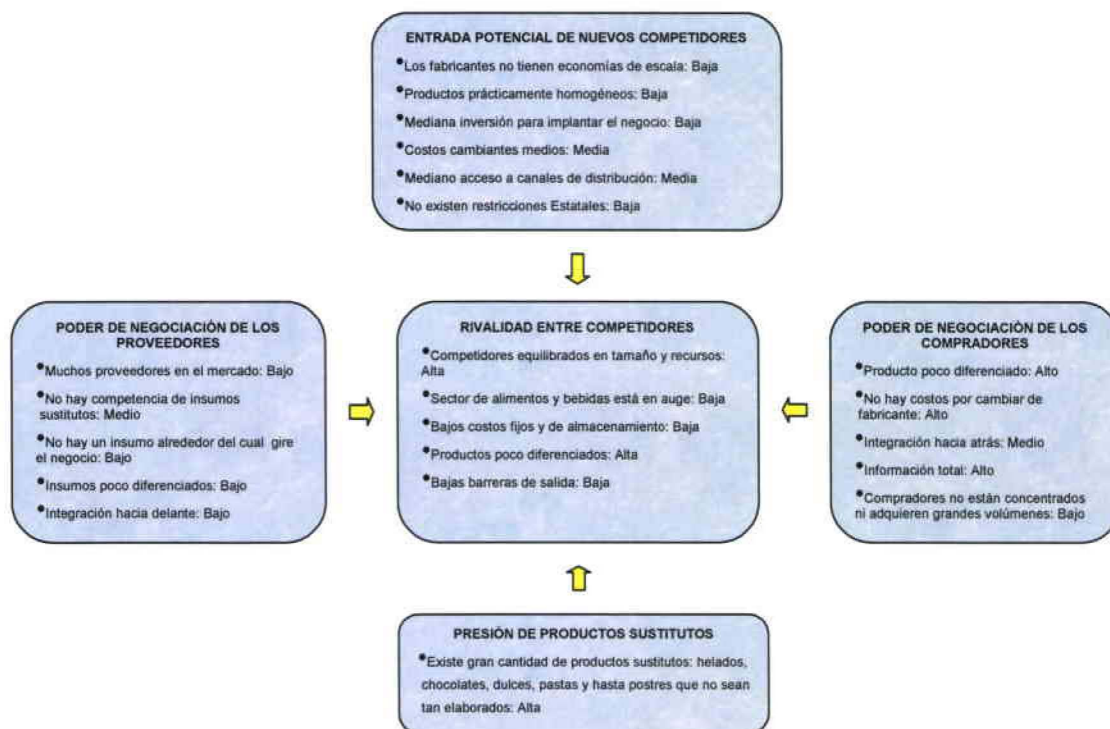 ENTRADA POTENCIAL DE NUEVOS COMPETIDORES
•Los fabricantes no tienen economías de escala: Baja
•Productos prácticamente homogéneos: Baja
•Mediana inversión para implantar el negocio: Baja
•Costos cambiantes medios: Media
•Mediano acceso a canales de distribución: Media
•No existen restricciones Estatales: Baja
PODER DE NEGOCIACIÓN DE LOS
PROVEEDORES
•Muchos proveedores en el mercado: Bajo
•No hay competencia de insumos
sustitutos: Medio
•No hay un insumo alrededor del cual gire
el negocio: Bajo
•Insumos poco diferenciados: Bajo
•Integración hacia delante: Bajo
RIVALIDAD ENTRE COMPETIDORES
•Competidores equilibrados en tamaño y recursos:
Alta
•Sector de alimentos y bebidas está en auge: Baja
•Bajos costos fijos y de almacenamiento: Baja
•Productos poco diferenciados: Alta
•Bajas barreras de salida: Baja
PODER DE NEGOCIACIÓN DE LOS
COMPRADORES
•Producto poco diferenciado: Alto
•No hay costos por cambiar de
fabricante: Alto
•Integración hacia atrás: Medio
•Información total: Alto
•Compradores no están concentrados
ni adquieren grandes volúmenes: Bajo
PRESIÓN DE PRODUCTOS SUSTITUTOS
•Existe gran cantidad de productos sustitutos: helados,
chocolates, dulces, pastas y hasta postres que no sean
tan elaborados: Alta